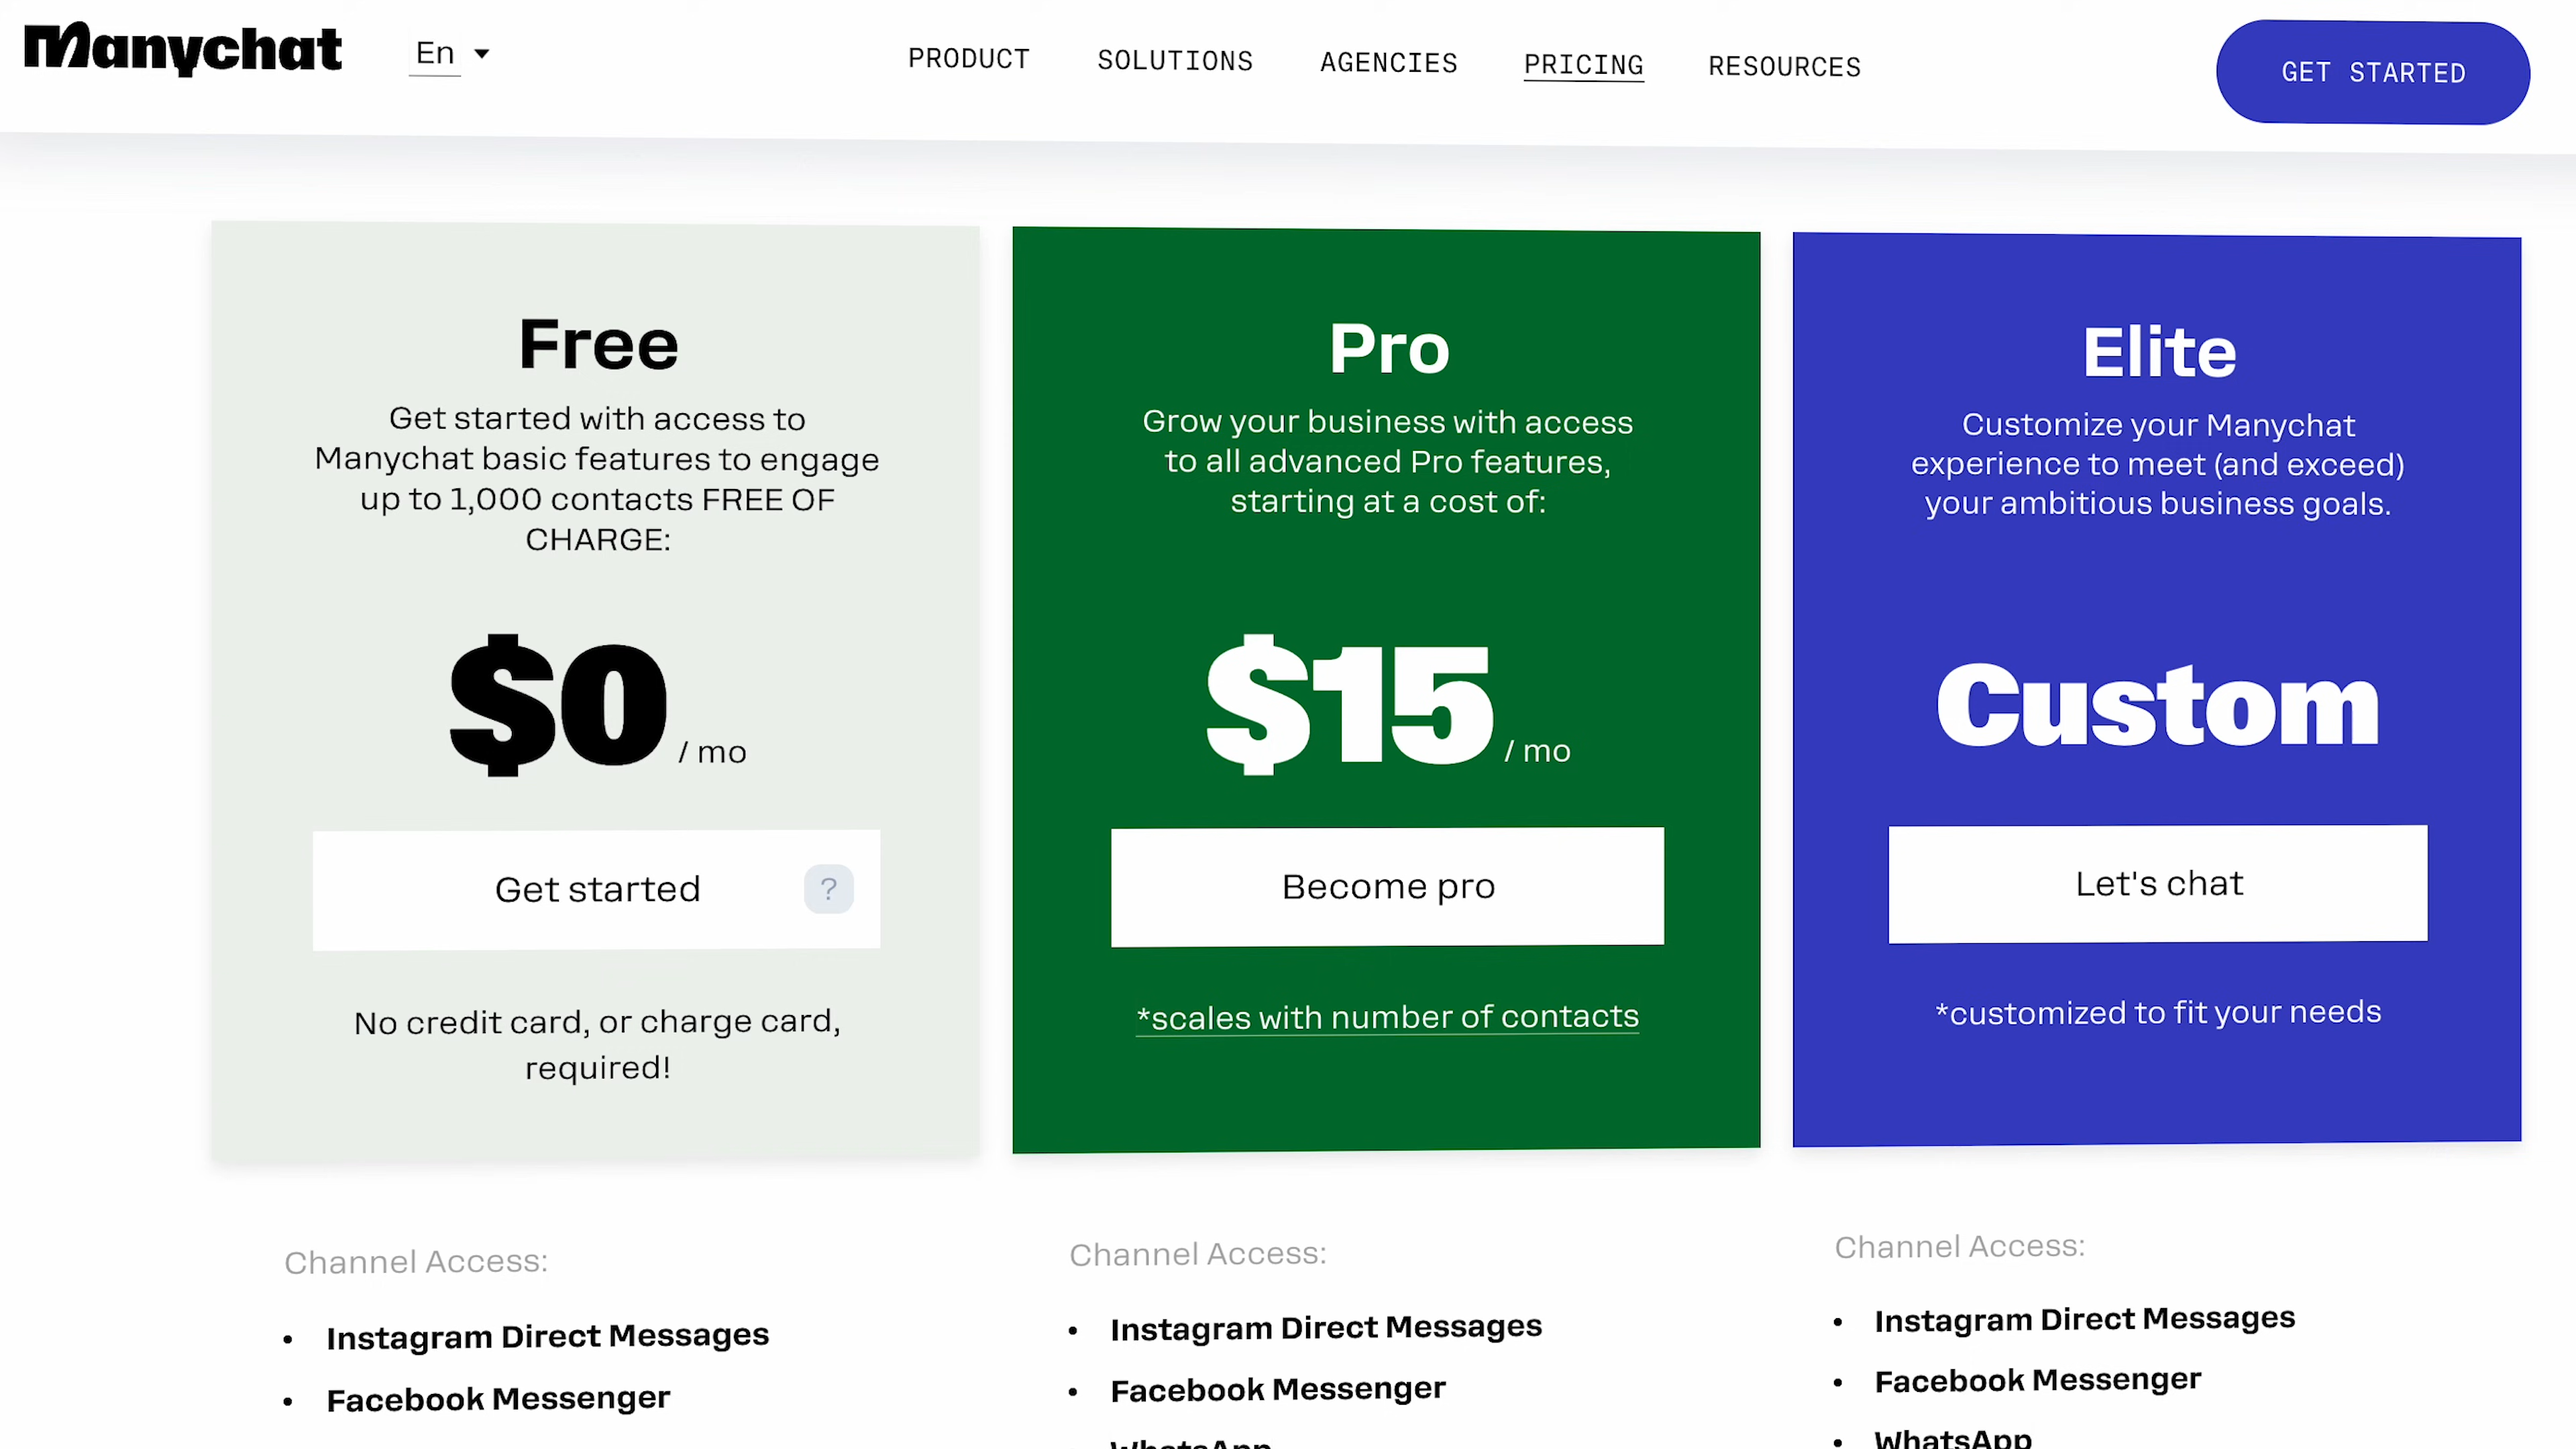 Manychat
En
PRODUCT
SOLUTIONS
AGENCIES
PRICING
RESOURCES
GET STARTED
Free
Get started with access to
Manychat basic features to engage
up to 1,000 contacts FREE OF
CHARGE:
$0 / mo
Get started
?
No credit card, or charge card,
required!
Channel Access:
• Instagram Direct Messages
• Facebook Messenger
Pro
Grow your business with access
to all advanced Pro features,
starting at a cost of:
$15 / mo
Become pro
*scales with number of contacts
Channel Access:
• Instagram Direct Messages
• Facebook Messenger
WhatsApp
Elite
Customize your Manychat
experience to meet (and exceed)
your ambitious business goals.
Custom
Let's chat
*customized to fit your needs
Channel Access:
• Instagram Direct Messages
• Facebook Messenger
• WhatsApp